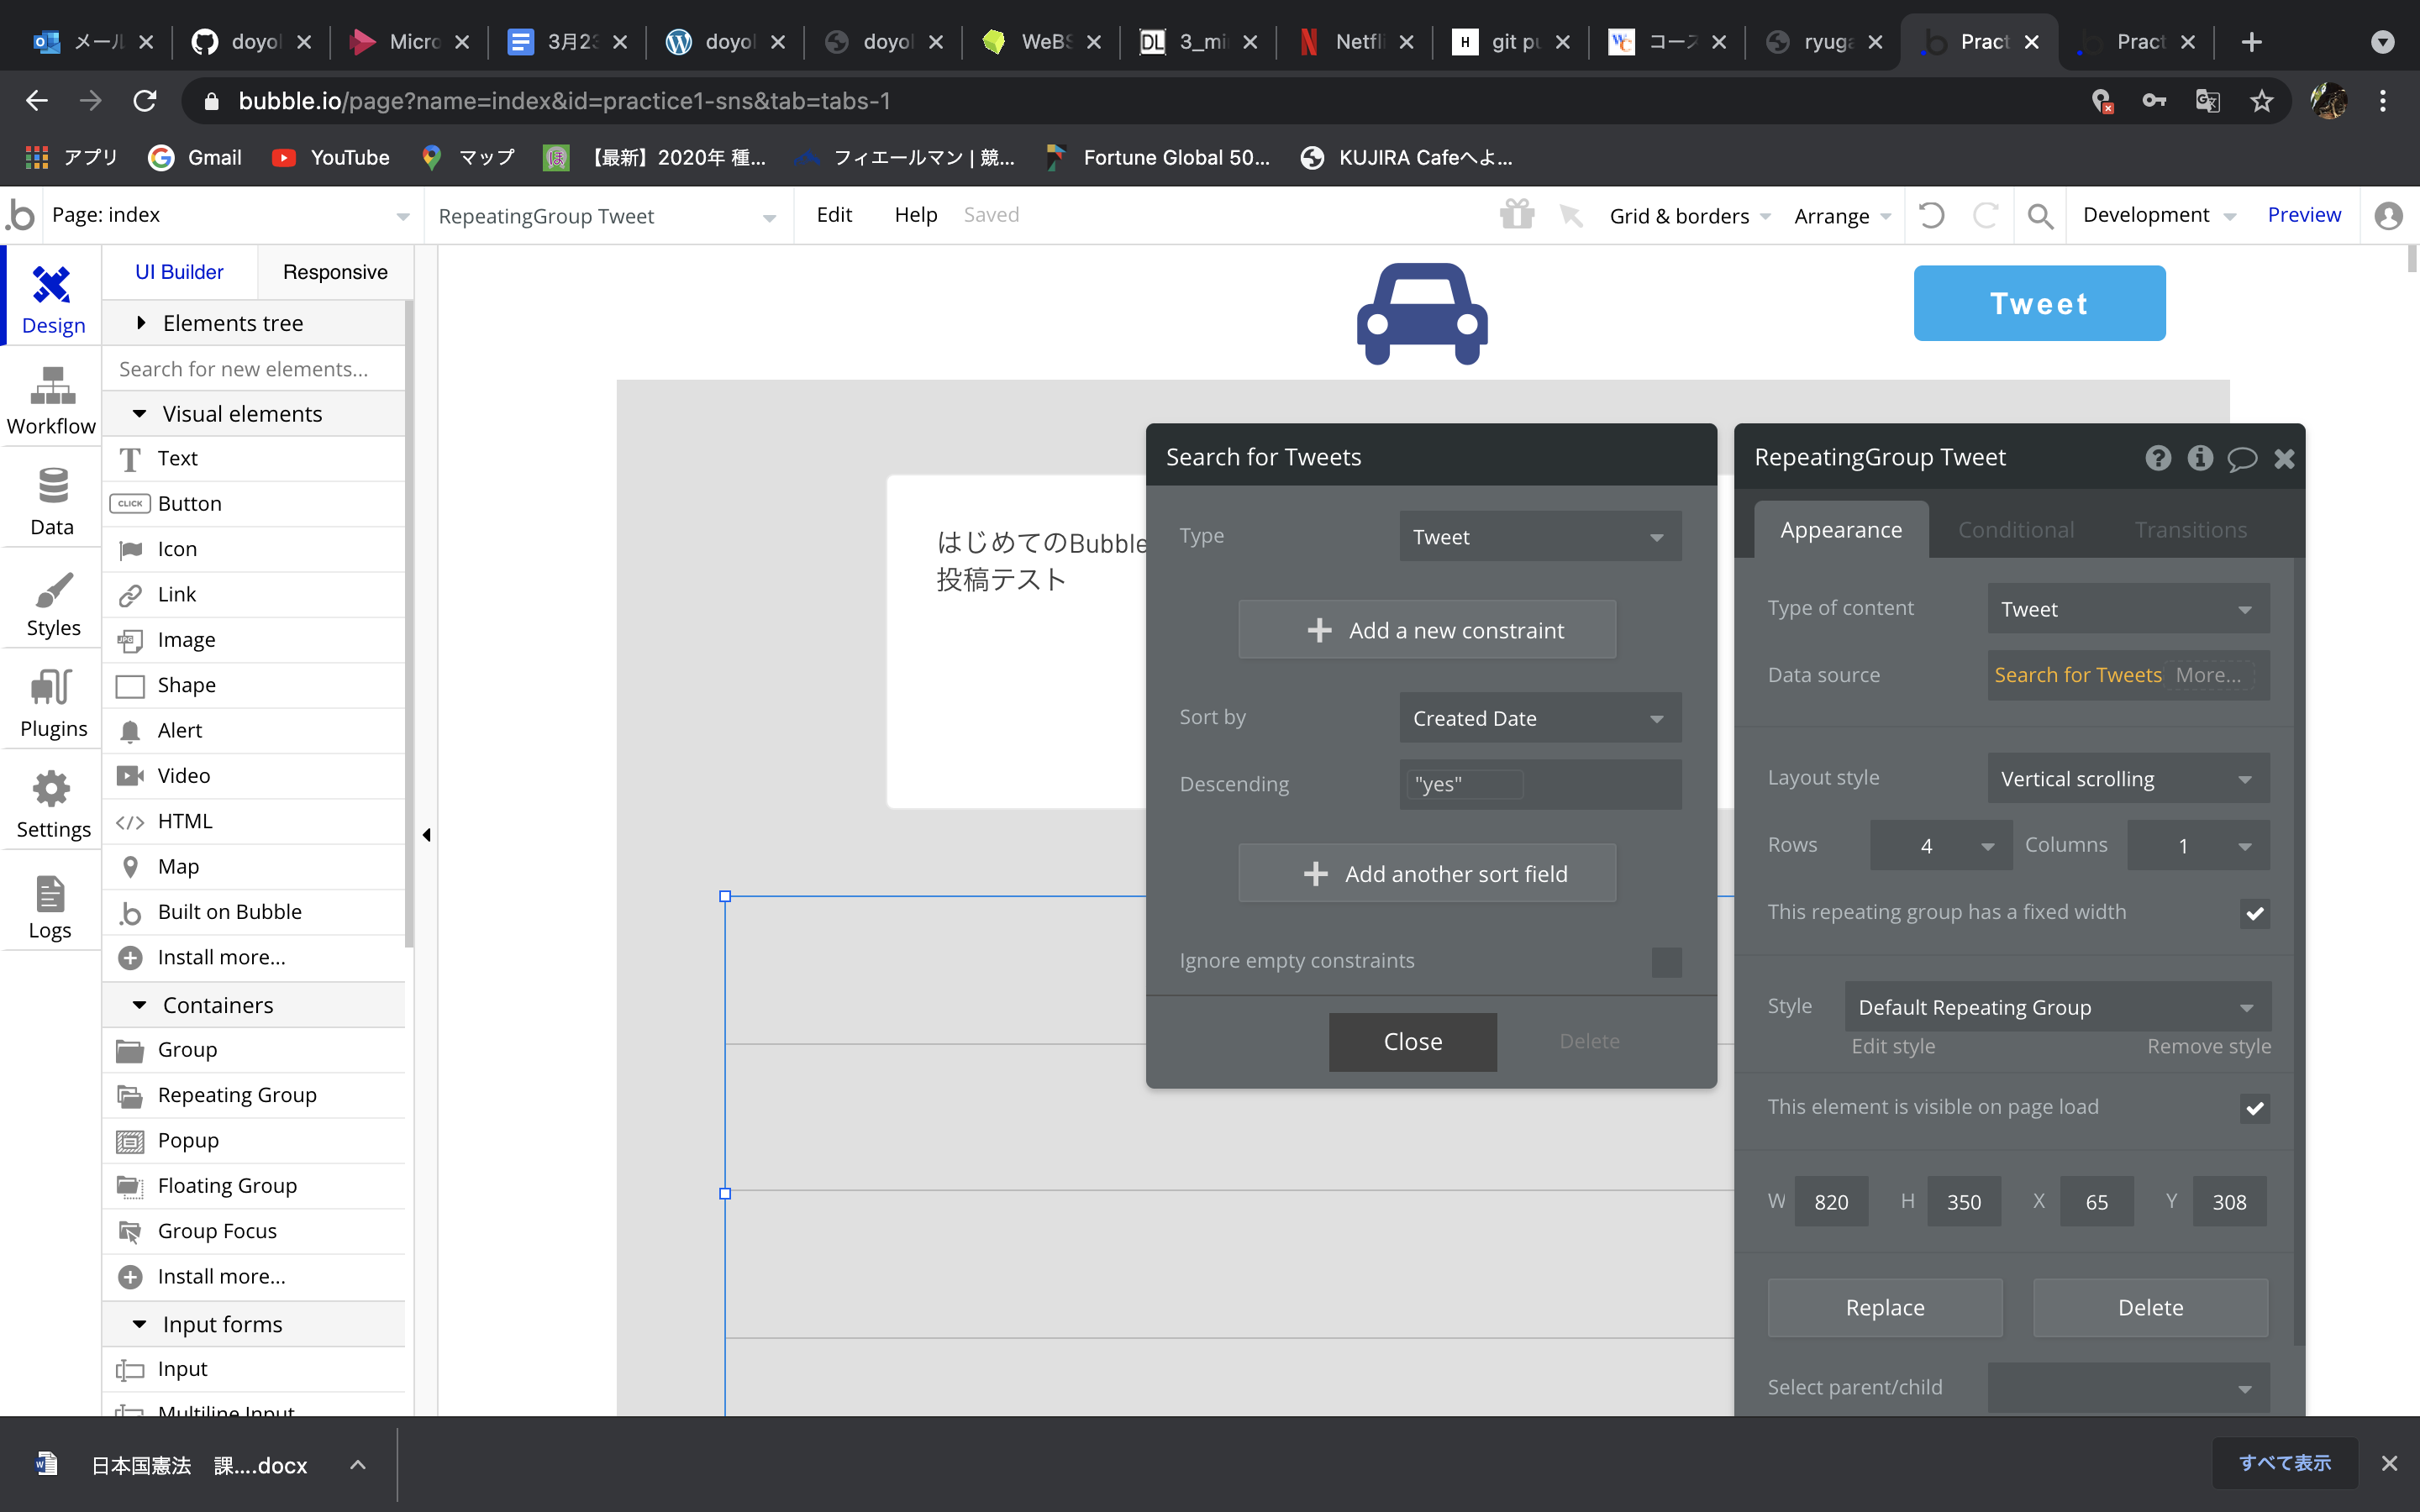 メール
doyol
Micro
3月23
doyol
doyol
WeBS
3_mi
Netfli
git pu
コース
ryuga
Pract
Pract
bubble.io/page?name=index&id=practice1-sns&tab=tabs-1
アプリ
Gmail
YouTube
マップ
【最新】2020年 種...
フィエールマン | 競...
Fortune Global 50...
KUJIRA Cafeへよ...
Page: index
RepeatingGroup Tweet
Edit
Help
Saved
Grid & borders
Arrange
Development
Preview
Design
Workflow
Data
Styles
Plugins
Settings
Logs
UI Builder
Responsive
Elements tree
Search for new elements...
Visual elements
Text
CLICK
Button
Icon
Link
Image
Shape
Alert
Video
HTML
Map
Built on Bubble
Install more...
Containers
Group
Repeating Group
Popup
Floating Group
Group Focus
Install more...
Input forms
Input
Multiline Input
Tweet
はじめてのBubble
投稿テスト
Search for Tweets
Type
Tweet
Add a new constraint
Sort by
Created Date
Descending
"yes"
Add another sort field
Ignore empty constraints
Close
Delete
RepeatingGroup Tweet
Appearance
Conditional
Transitions
Type of content
Tweet
Data source
Search for Tweets
More...
Layout style
Vertical scrolling
Rows
4
Columns
1
This repeating group has a fixed width
Style
Default Repeating Group
Edit style
Remove style
This element is visible on page load
W 820 H 350 X 65 Y 308
Replace
Delete
Select parent/child
日本国憲法　課....docx
すべて表示